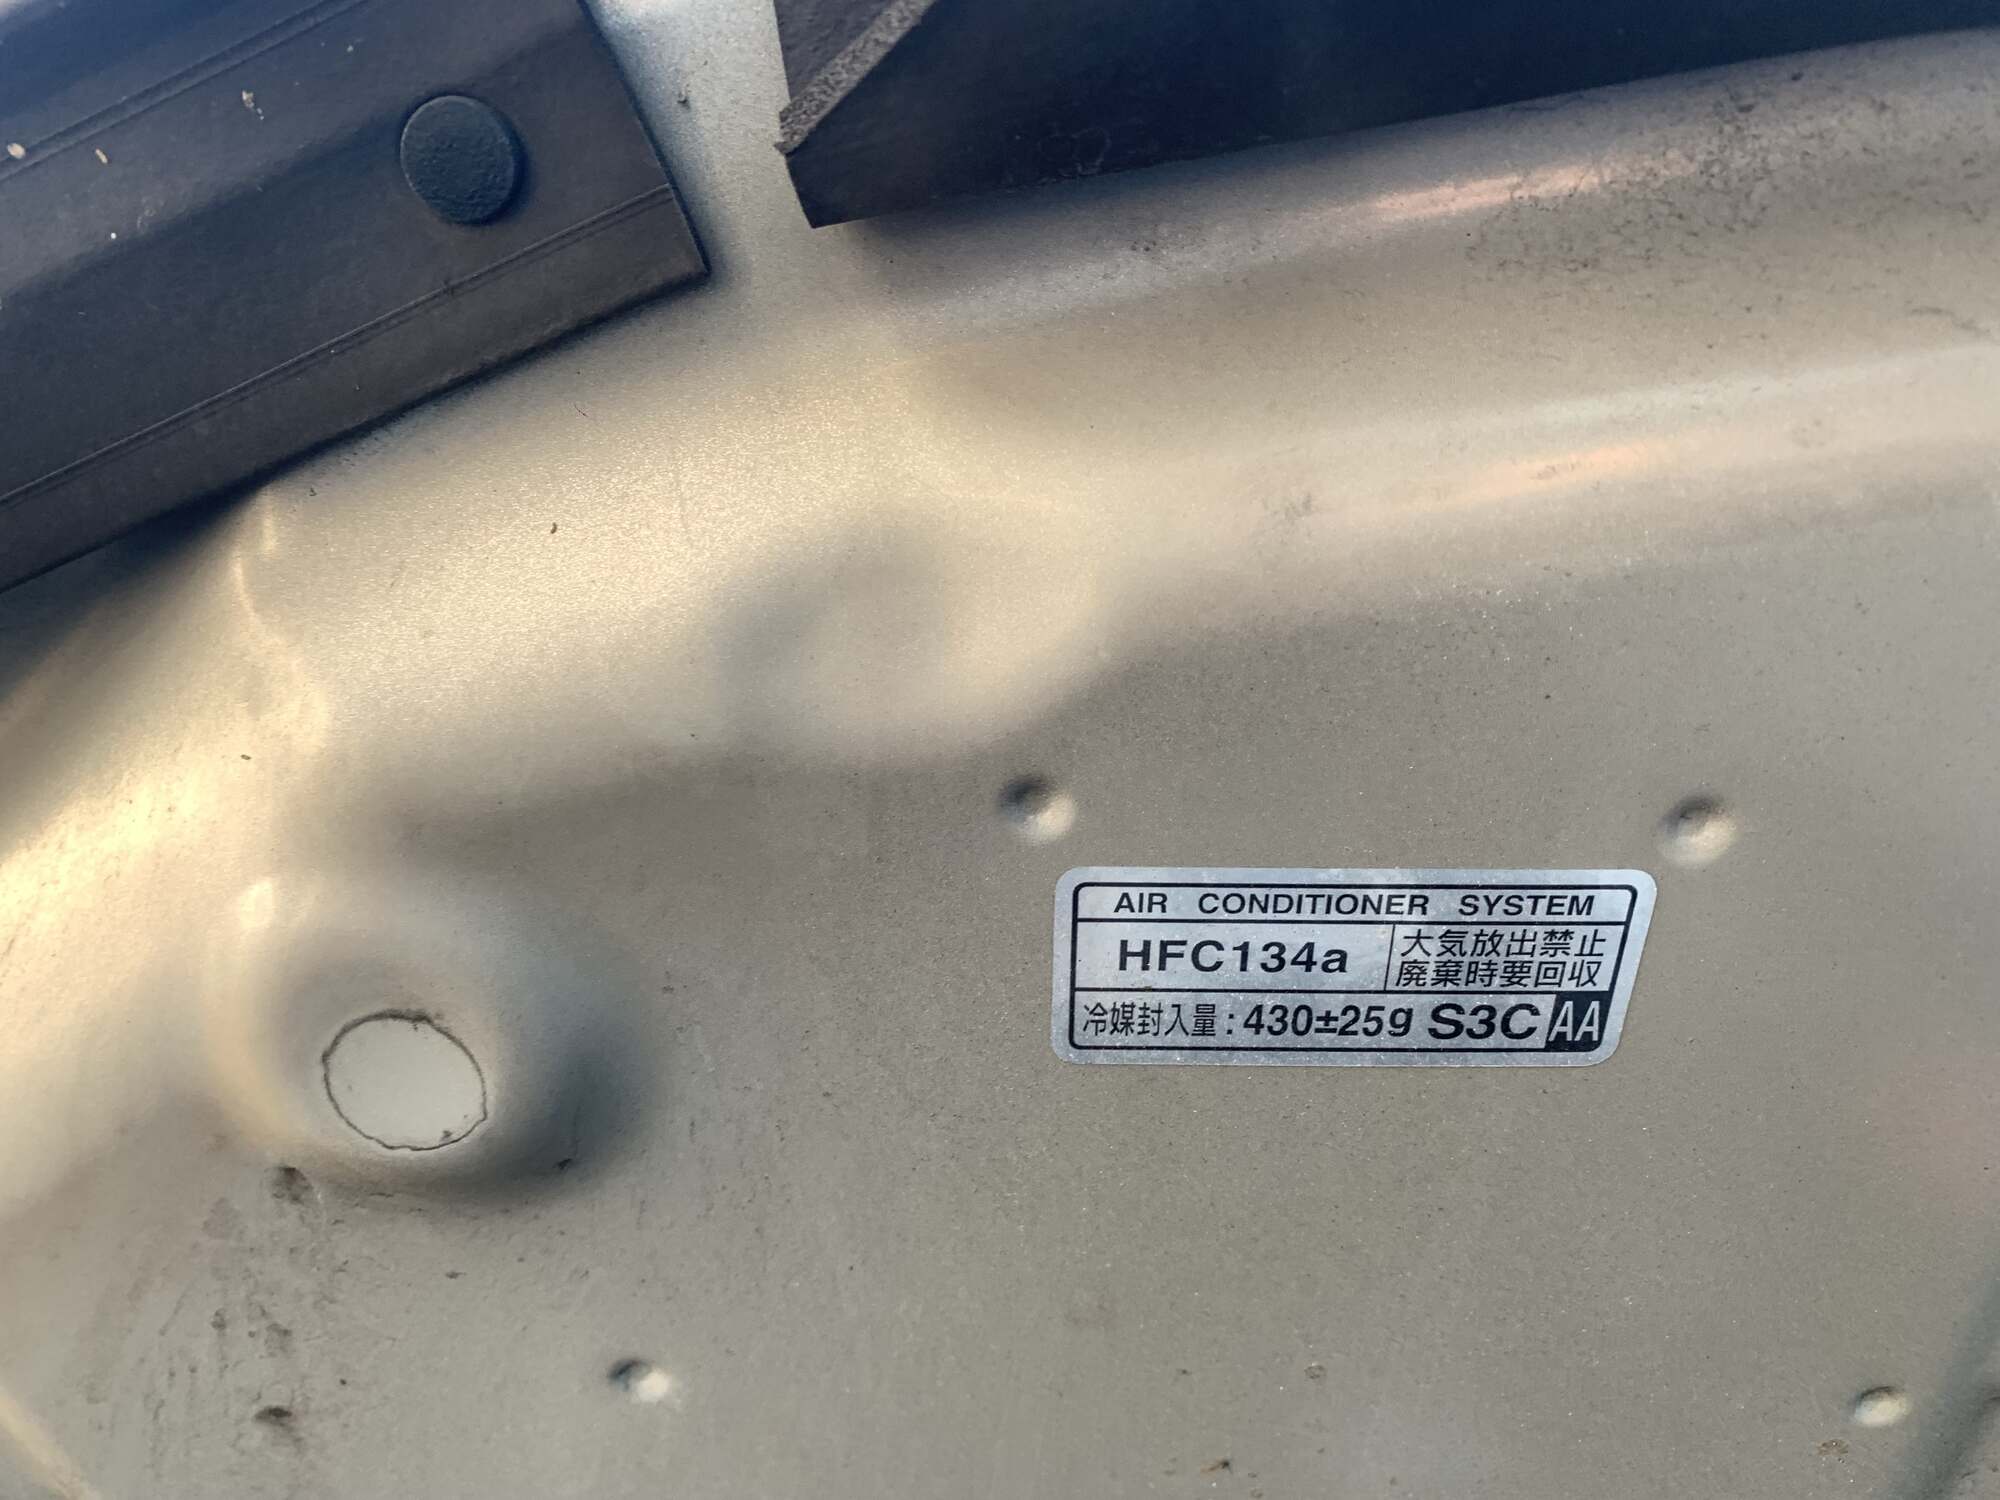 AIR CONDITIONER SYSTEM
HFC134a
大気放出禁止
廃棄時要回収
冷媒封入量:430±25g S3C AA